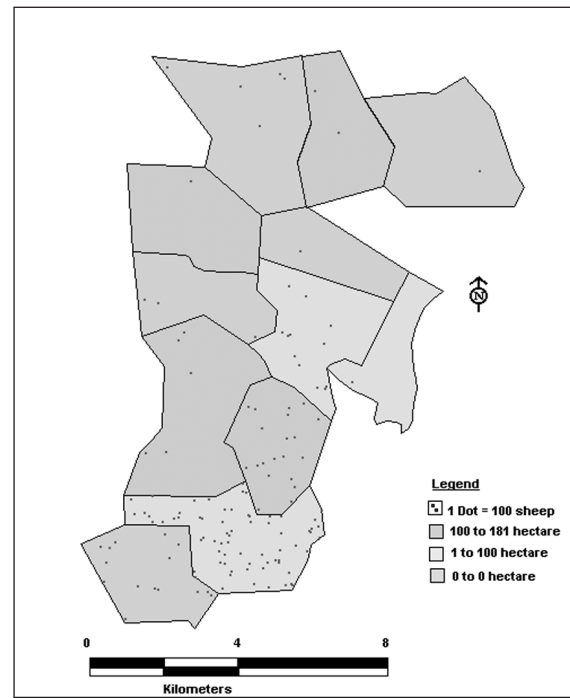 N
Legend
1 Dot = 100 sheep
100 to 181 hectare
1 to 100 hectare
0 to 0 hectare
0 4 8
Kilometers